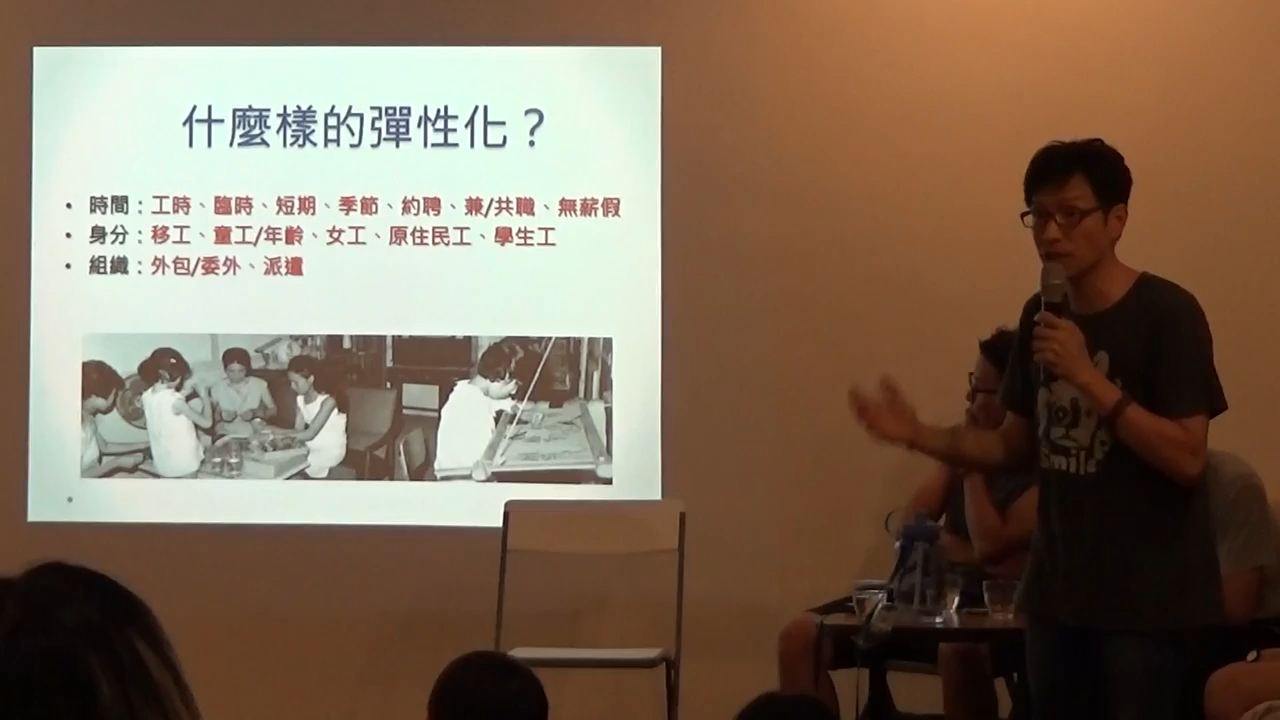 什麼樣的彈性化？
• 時間：工時、臨時、短期、季節、約聘、兼/共職、無薪假
• 身分：移工、童工/年齡、女工、原住民工、學生工
• 組織：外包/委外、派遣
Smile